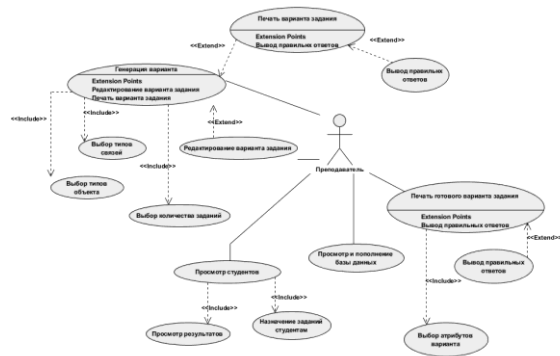 Печать варианта задания
<<Extend>>
Extension Points
Вывод правильных ответов
<<Extend>>
Вывод правильных
ответов
Генерация варианта
Extension Points
Редактирование варианта задания
Печать варианта задания
<<Include>>
<<Include>>
<<Extend>>
Выбор типов
связей
<<Include>>
Редактирование варианта задания
Выбор типов
объекта
Преподаватель
Выбор количества заданий
Печать готового варианта задания
Extension Points
Вывод правильных ответов
<<Extend>>
Просмотр студентов
Просмотр и пополнение
базы данных
Вывод правильных
ответов
<<Include>>
<<Include>>
<<Include>>
Просмотр результатов
Назначение заданий
студентам
Выбор атрибутов
варианта